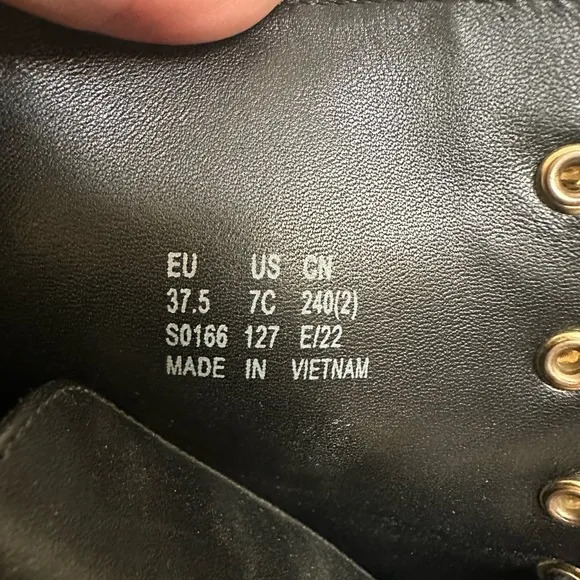 EU US CN
37.5 7C 240(2)
S0166 127 E/22
MADE IN VIETNAM